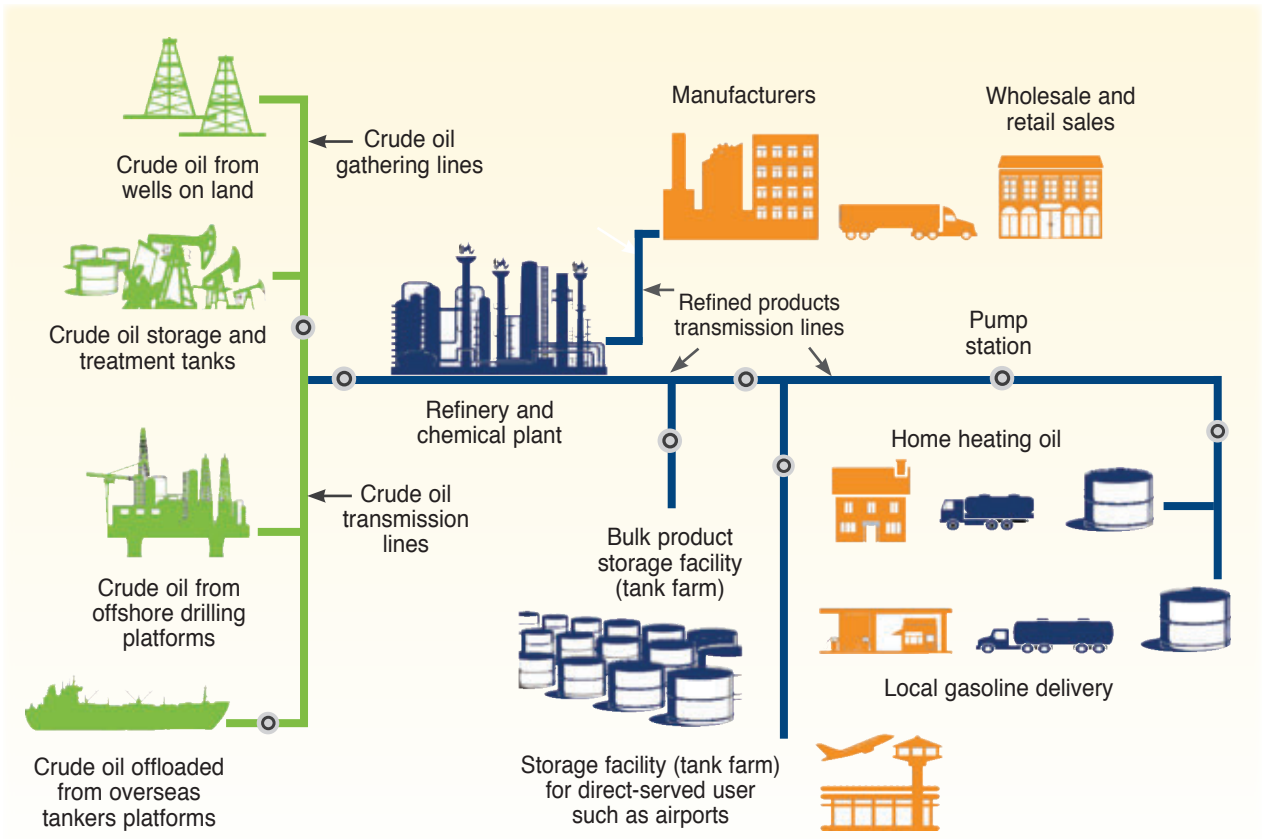 Crude oil from
wells on land
Crude oil
gathering lines
Crude oil storage and
treatment tanks
Crude oil from
offshore drilling
platforms
Crude oil
transmission
lines
Crude oil offloaded
from overseas
tankers platforms
Refinery and
chemical plant
Manufacturers
Wholesale and
retail sales
Refined products
transmission lines
Pump
station
Bulk product
storage facility
(tank farm)
Home heating oil
Local gasoline delivery
Storage facility (tank farm)
for direct-served user
such as airports